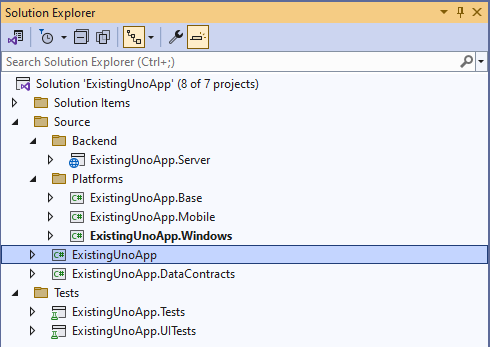 Solution Explorer
Search Solution Explorer (Ctrl+;)
Solution 'ExistingUnoApp' (8 of 7 projects)
Solution Items
Source
Backend
ExistingUnoApp.Server
Platforms
C# ExistingUnoApp.Base
C# ExistingUnoApp.Mobile
C# ExistingUnoApp.Windows
C# ExistingUnoApp
C# ExistingUnoApp.DataContracts
Tests
ExistingUnoApp.Tests
ExistingUnoApp.UITests